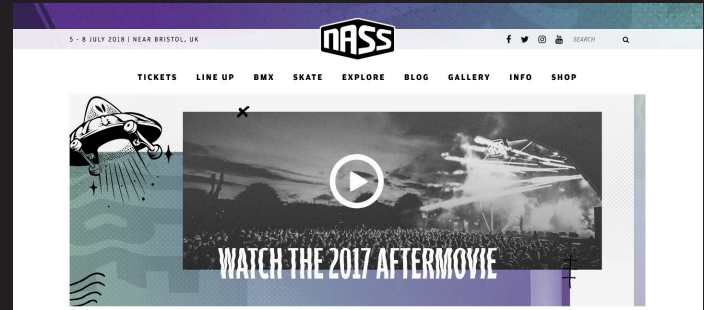 NASS
5 - 8 JULY 2018 | NEAR BRISTOL, UK
SEARCH
TICKETS LINE UP BMX SKATE EXPLORE BLOG GALLERY INFO SHOP
WATCH THE 2017 AFTERMOVIE